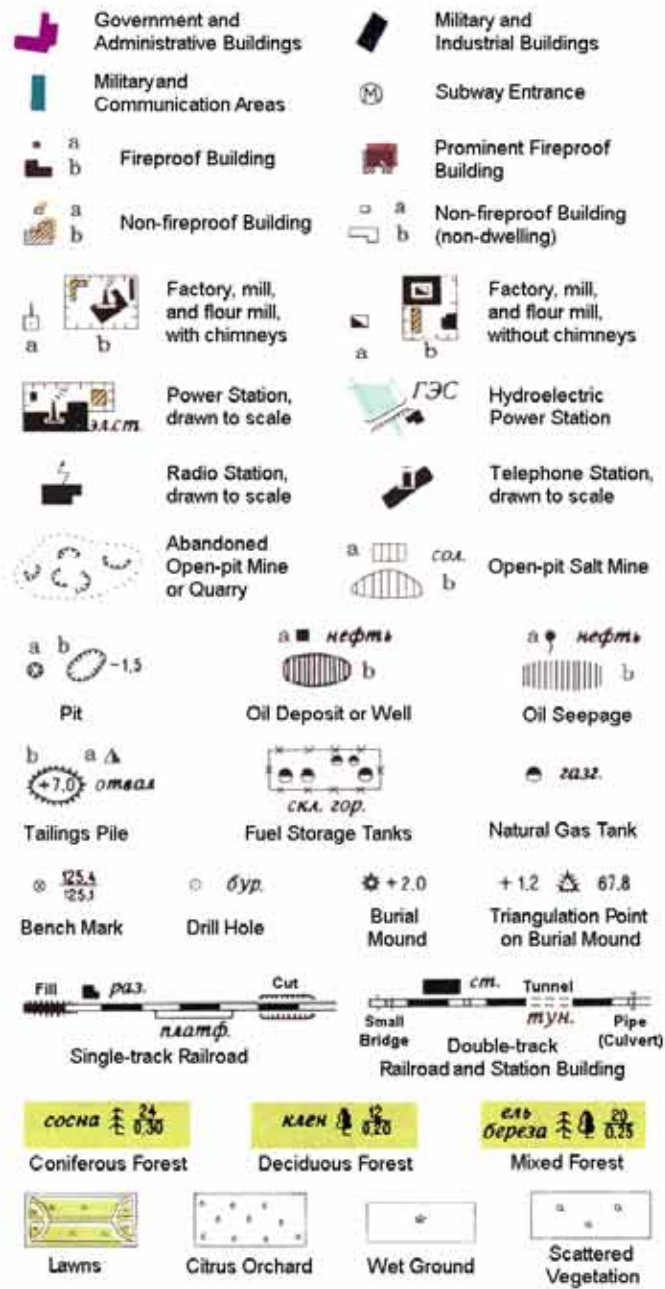 Government and
Administrative Buildings
Military and
Industrial Buildings
Military and
Communication Areas
M
Subway Entrance
a
b
Fireproof Building
Prominent Fireproof
Building
a
b
Non-fireproof Building
a
b
Non-fireproof Building
(non-dwelling)
a
b
Factory, mill,
and flour mill,
with chimneys
a
b
Factory, mill,
and flour mill,
without chimneys
эл.ст.
Power Station,
drawn to scale
ГЭС
Hydroelectric
Power Station
Radio Station,
drawn to scale
Telephone Station,
drawn to scale
Abandoned
Open-pit Mine
or Quarry
a
сол.
b
Open-pit Salt Mine
a b
-1,5
Pit
a нефть
b
Oil Deposit or Well
a нефть
b
Oil Seepage
b a
+7,0 отвал
Tailings Pile
скл. гор.
Fuel Storage Tanks
газг.
Natural Gas Tank
125,4
125,1
Bench Mark
бур.
Drill Hole
+2.0
Burial
Mound
+1,2 67.8
Triangulation Point
on Burial Mound
Fill
раз.
Cut
платф.
Single-track Railroad
ст.
Tunnel
тун.
Small
Bridge
Pipe
(Culvert)
Double-track
Railroad and Station Building
сосна 24
0,30
Coniferous Forest
клен 12
0,20
Deciduous Forest
ель
береза 20
0,25
Mixed Forest
Lawns
Citrus Orchard
Wet Ground
Scattered
Vegetation